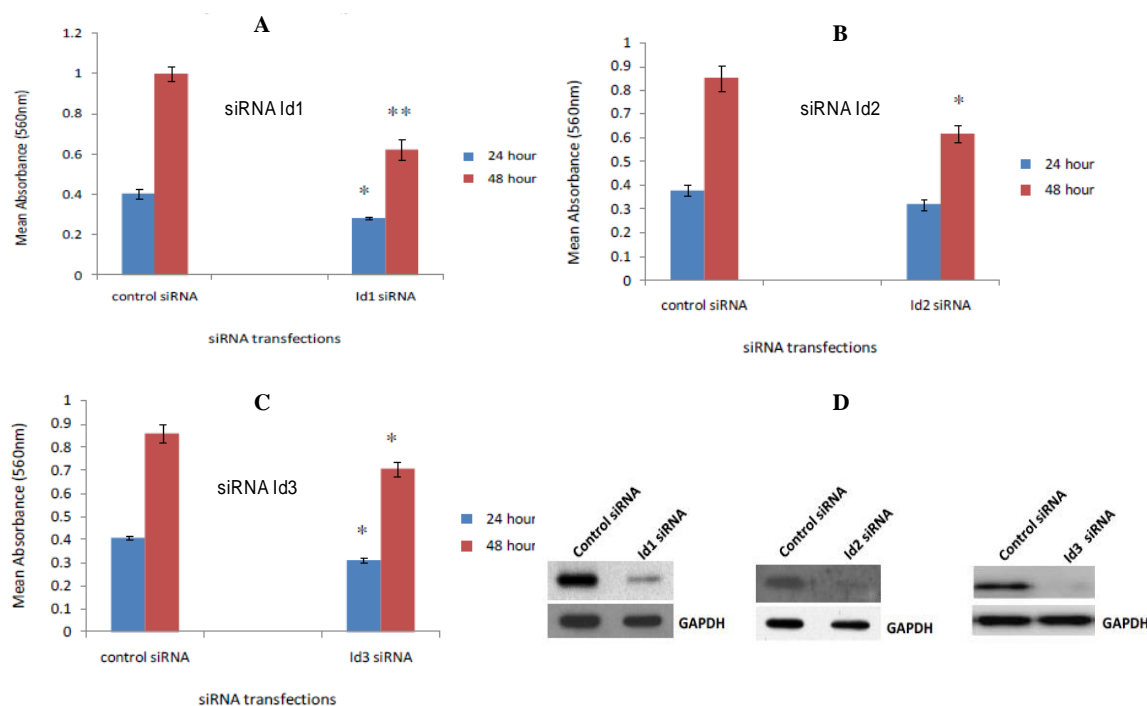 A
Mean Absorbance (560nm)
1.2
1
0.8
0.6
0.4
0.2
0
siRNA Id1
*
**
24 hour
48 hour
control siRNA
Id1 siRNA
siRNA transfections
B
Mean Absorbance (560nm)
1
0.9
0.8
0.7
0.6
0.5
0.4
0.3
0.2
0.1
0
siRNA Id2
*
24 hour
48 hour
control siRNA
Id2 siRNA
siRNA transfections
C
Mean Absorbance (560nm)
1
0.9
0.8
0.7
0.6
0.5
0.4
0.3
0.2
0.1
0
siRNA Id3
*
*
24 hour
48 hour
control siRNA
Id3 siRNA
siRNA transfections
D
Control siRNA
Id1 siRNA
GAPDH
Control siRNA
Id2 siRNA
GAPDH
Control siRNA
Id3 siRNA
GAPDH